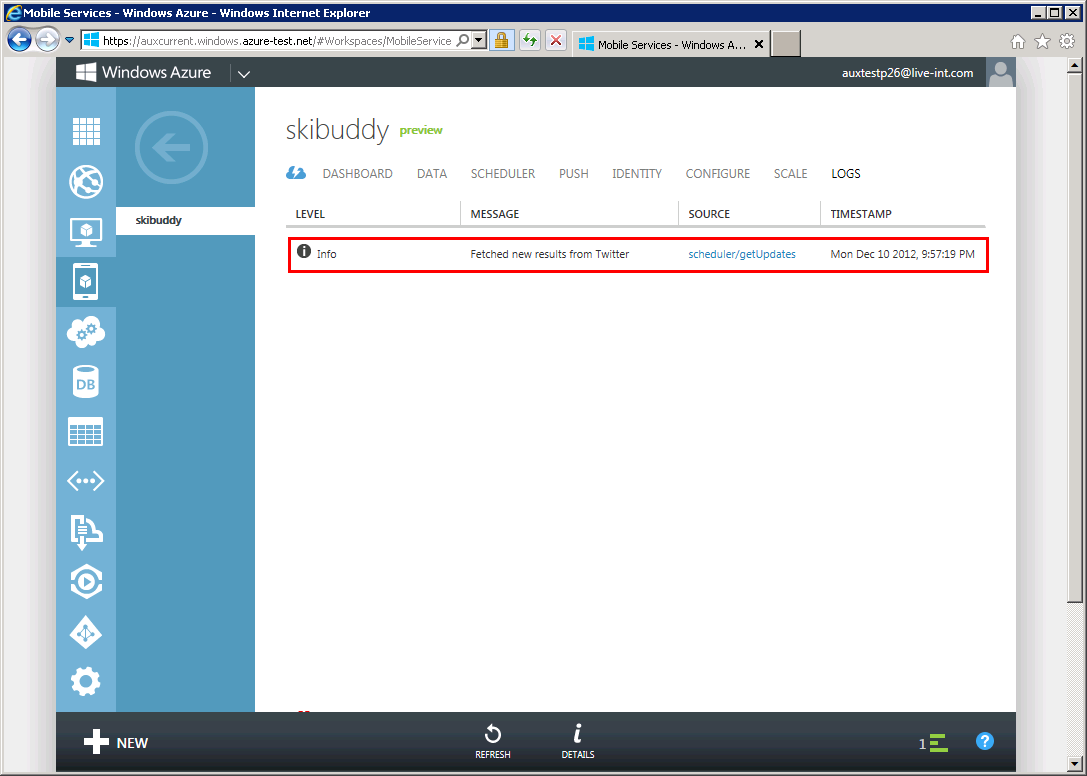 Mobile Services - Windows Azure - Windows Internet Explorer
https://auxcurrent.windows.azure-test.net/#Workspaces/MobileService
Mobile Services - Windows A...
Windows Azure
auxtestp26@live-int.com
skibuddy
skibuddy preview
DASHBOARD DATA SCHEDULER PUSH IDENTITY CONFIGURE SCALE LOGS
LEVEL MESSAGE SOURCE TIMESTAMP
Info Fetched new results from Twitter scheduler/getUpdates Mon Dec 10 2012, 9:57:19 PM
DB
NEW
REFRESH
DETAILS
1
?